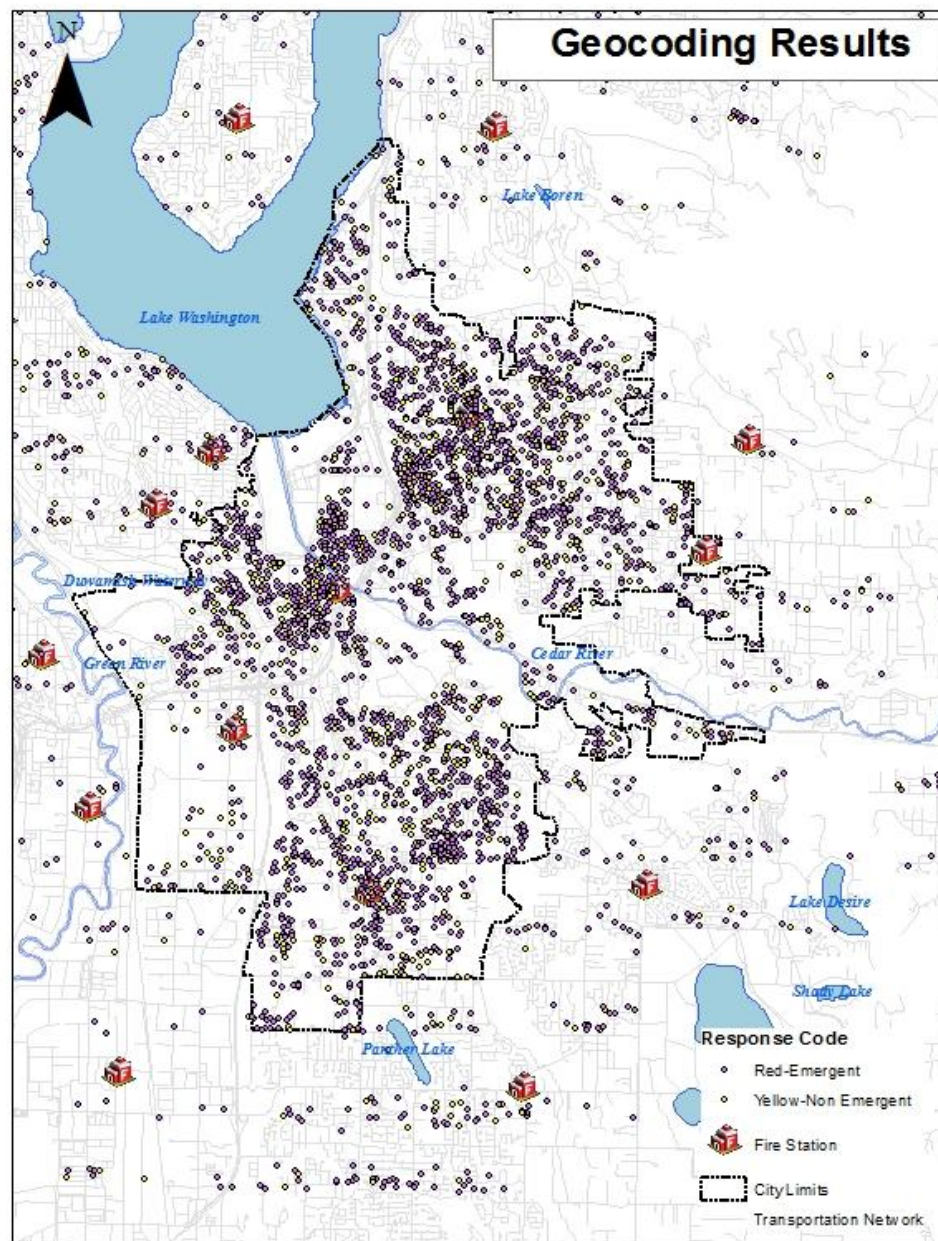 Geocoding Results
N
Lake Boren
Lake Washington
Duwamish Waterway
Green River
Cedar River
Lake Desire
Shady Lake
Panther Lake
Response Code
Red-Emergent
Yellow-Non Emergent
Fire Station
City Limits
Transportation Network